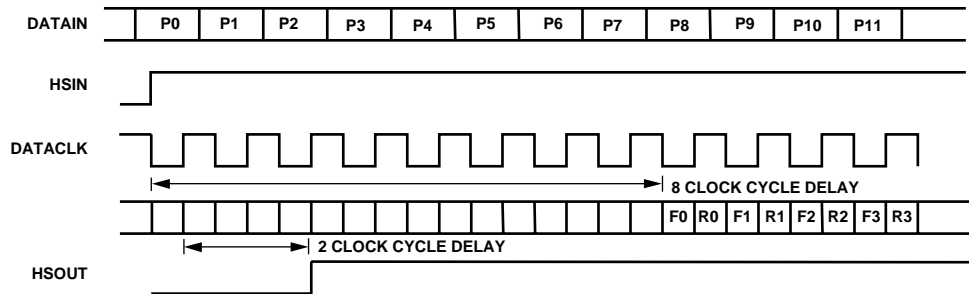 DATAIN P0 P1 P2 P3 P4 P5 P6 P7 P8 P9 P10 P11
HSIN
DATACLK
8 CLOCK CYCLE DELAY
F0 R0 F1 R1 F2 R2 F3 R3
2 CLOCK CYCLE DELAY
HSOUT